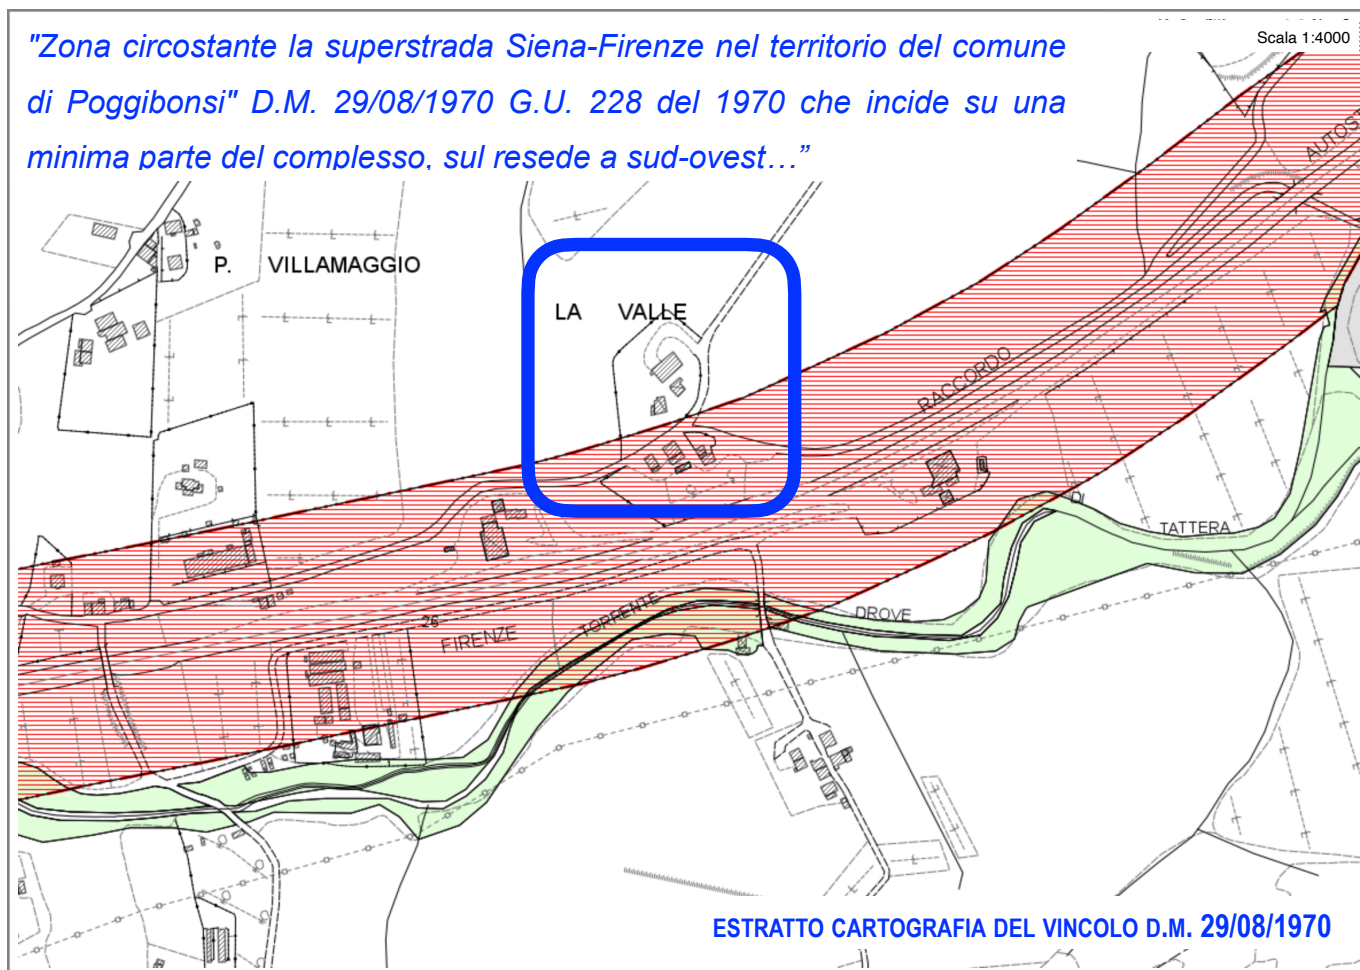 Scala 1:4000
"Zona circostante la superstrada Siena-Firenze nel territorio del comune
di Poggibonsi" D.M. 29/08/1970 G.U. 228 del 1970 che incide su una
minima parte del complesso, sul resede a sud-ovest…”
AUTOST
P. VILLAMAGGIO
LA VALLE
RACCORDO
DI
TATTERA
DROVE
TORRENTE
26
FIRENZE
ESTRATTO CARTOGRAFIA DEL VINCOLO D.M. 29/08/1970